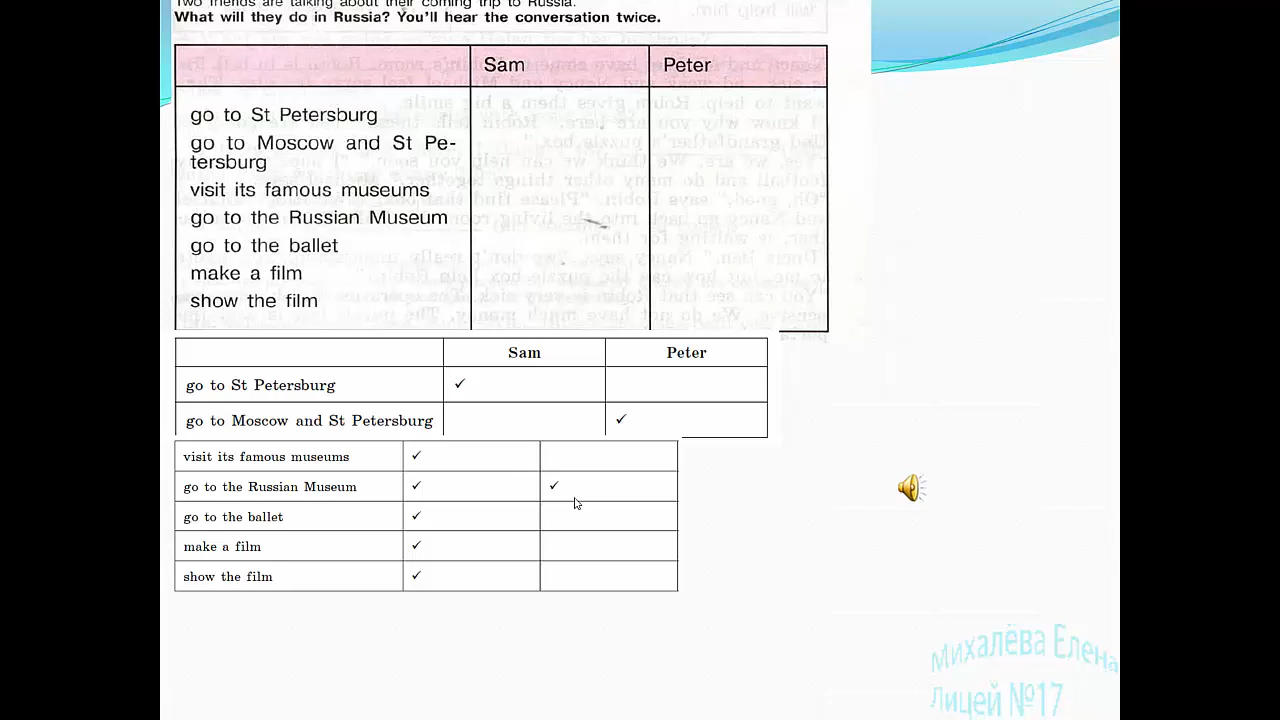 Two friends are talking about their coming trip to Russia.
What will they do in Russia? You'll hear the conversation twice.
Sam Peter
go to St Petersburg
go to Moscow and St Pe-
tersburg
visit its famous museums
go to the Russian Museum
go to the ballet
make a film
show the film
Sam Peter
go to St Petersburg ✓
go to Moscow and St Petersburg ✓
visit its famous museums ✓
go to the Russian Museum ✓ ✓
go to the ballet ✓
make a film ✓
show the film ✓
Михалёва Елена
Лицей №17